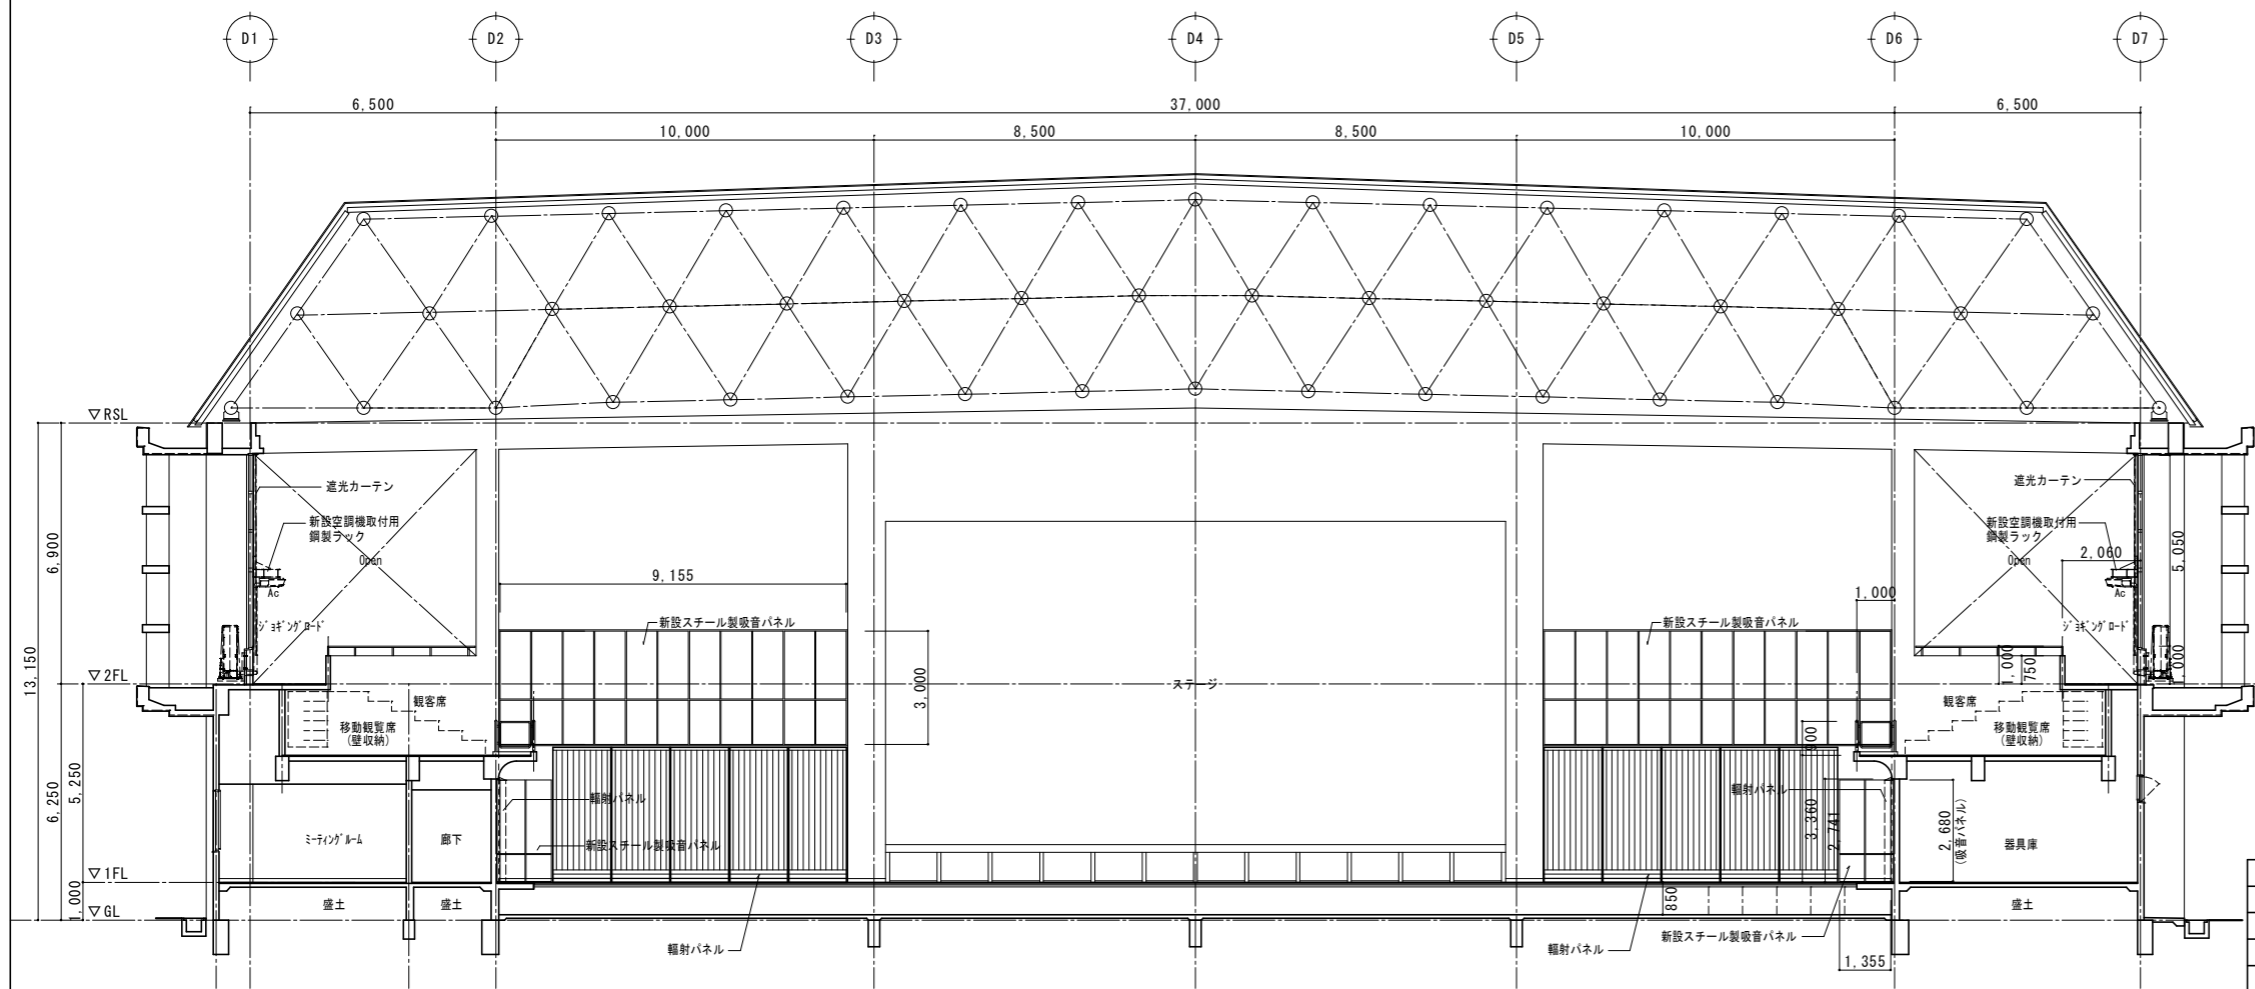 D1
D2
D3
D4
D5
D6
D7
6,500
37,000
6,500
10,000
8,500
8,500
10,000
▽RSL
遮光カーテン
遮光カーテン
新設空調機取付用
鋼製ラック
新設空調機取付用
鋼製ラック
Open
Open
2,060
5,050
6,900
9,155
Ac
Ac
1,000
ジョギングロード
新設スチール製吸音パネル
新設スチール製吸音パネル
ジョギングロード
13,150
3,000
1,000
750
▽2FL
ステージ
観客席
移動観覧席
(壁収納)
観客席
移動観覧席
(壁収納)
900
6,250
5,250
輻射パネル
輻射パネル
3,360
2,741
2,680
(吸音パネル)
ミーティングルーム
廊下
新設スチール製吸音パネル
器具庫
▽1FL
1,000
盛土
盛土
850
盛土
▽GL
輻射パネル
輻射パネル
新設スチール製吸音パネル
1,355